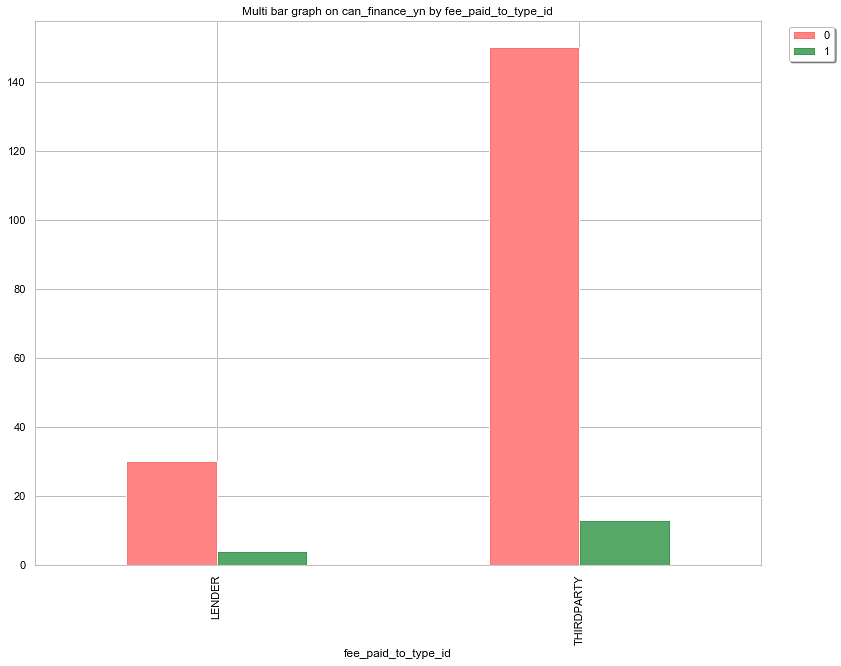 Multi bar graph on can_finance_yn by fee_paid_to_type_id
0
1
140
120
100
80
60
40
20
0
LENDER
THIRDPARTY
fee_paid_to_type_id